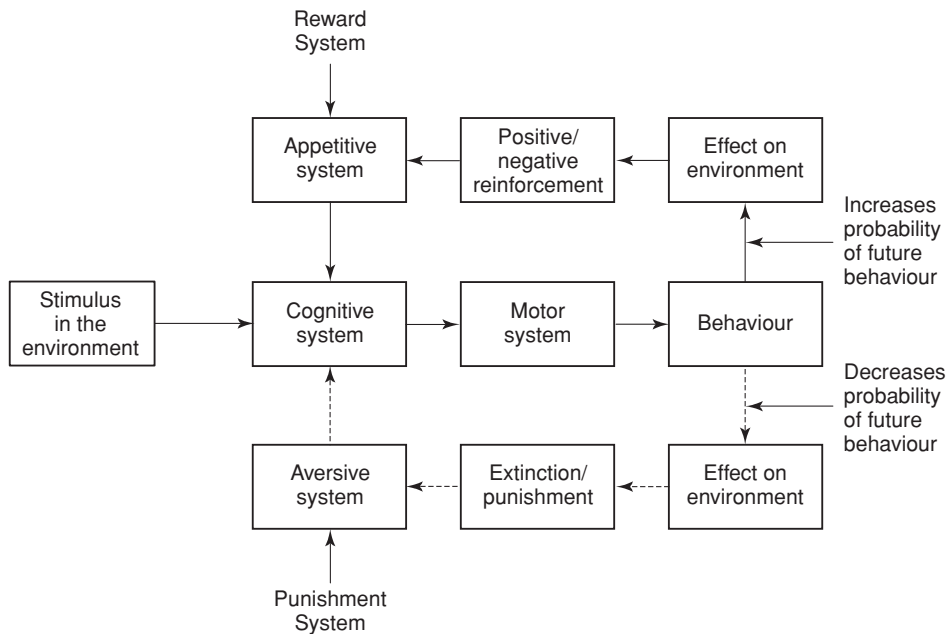 Reward
System
Appetitive
system
Positive/
negative
reinforcement
Effect on
environment
Increases
probability
of future
behaviour
Stimulus
in the
environment
Cognitive
system
Motor
system
Behaviour
Decreases
probability
of future
behaviour
Aversive
system
Extinction/
punishment
Effect on
environment
Punishment
System